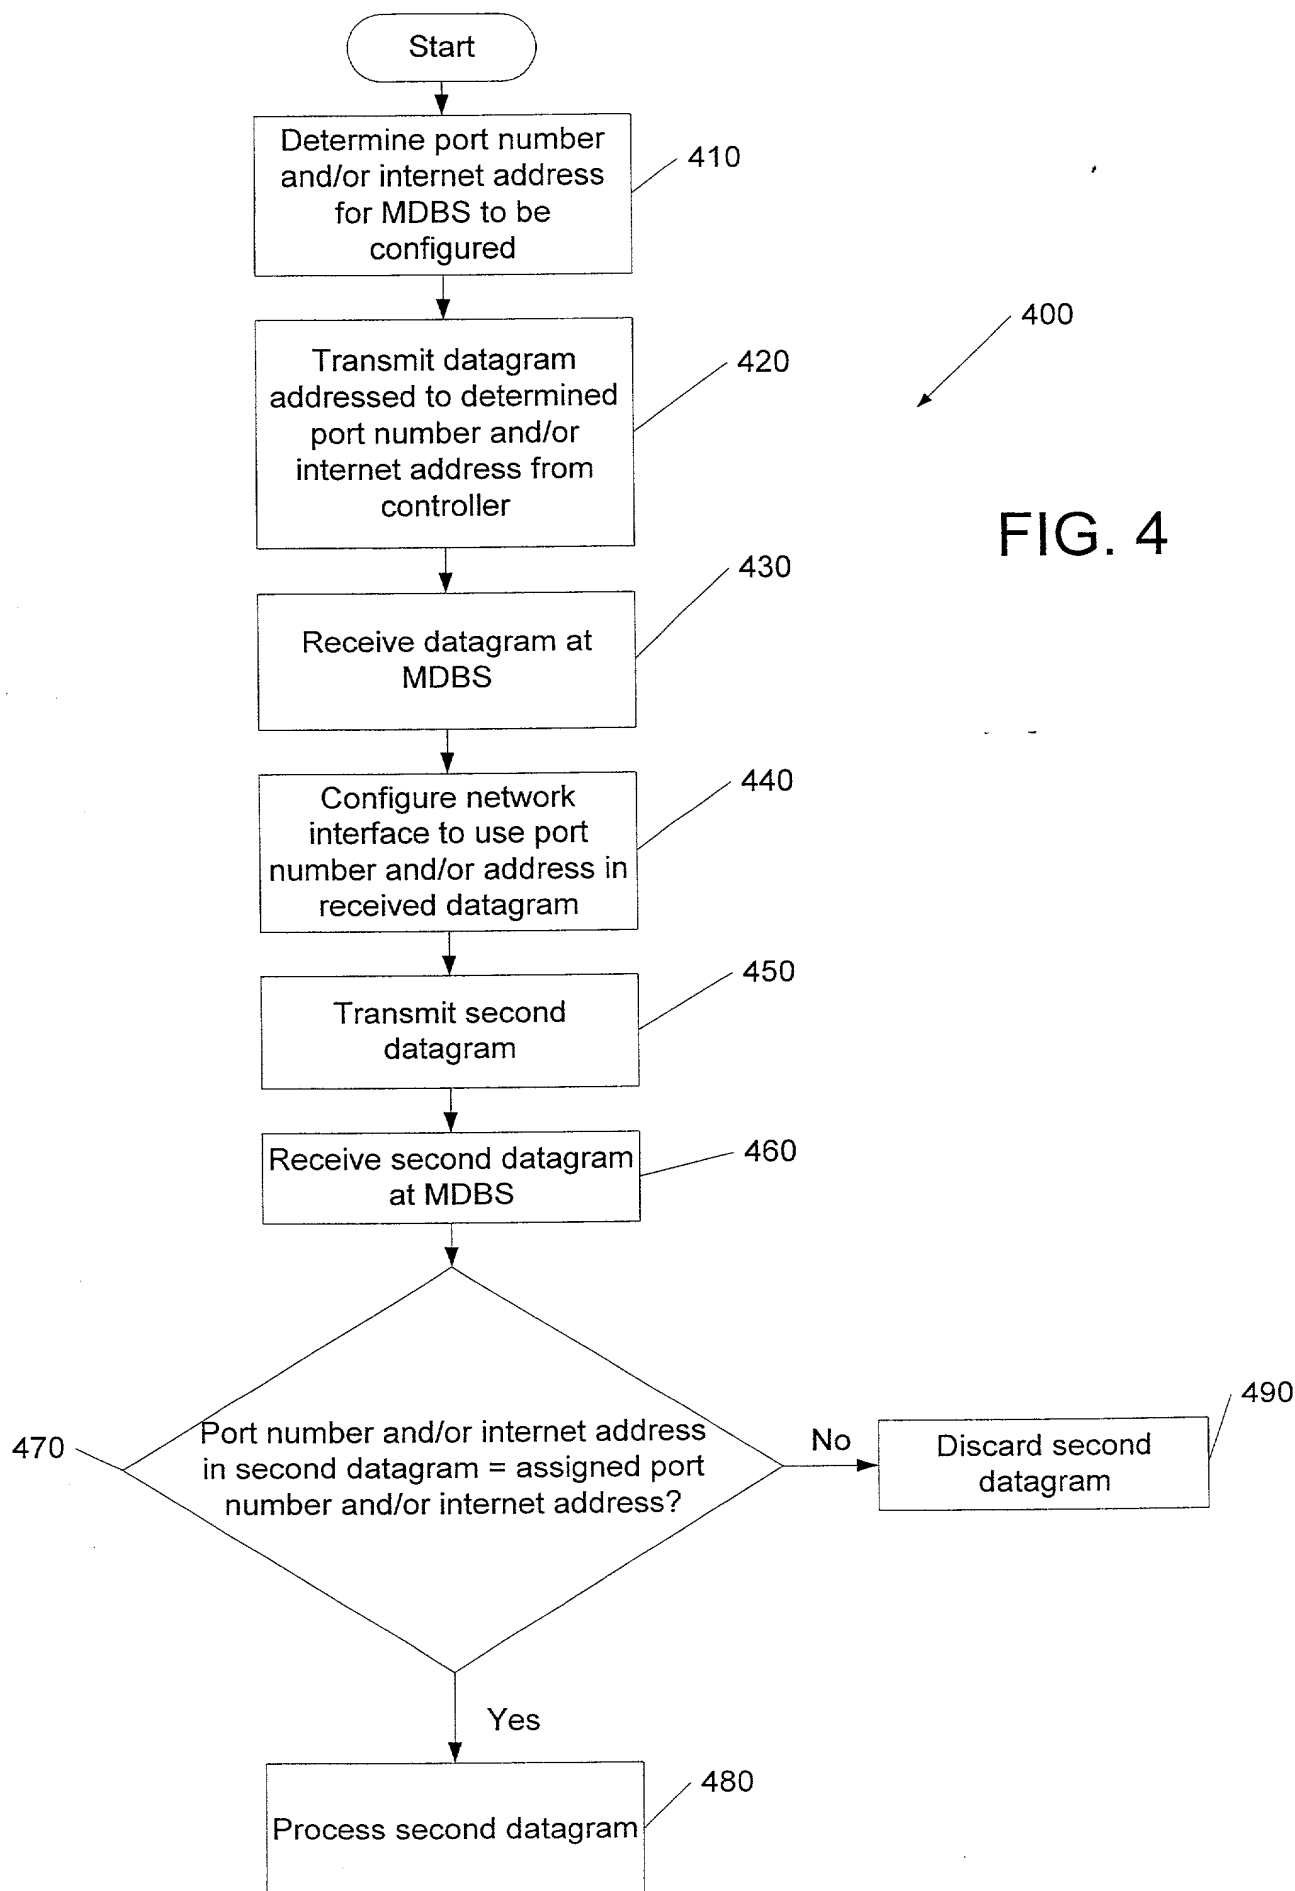 Start
Determine port number
and/or internet address
for MDBS to be
configured
410
400
Transmit datagram
addressed to determined
port number and/or
internet address from
controller
420
FIG. 4
Receive datagram at
MDBS
430
Configure network
interface to use port
number and/or address in
received datagram
440
Transmit second
datagram
450
Receive second datagram
at MDBS
460
470
Port number and/or internet address
in second datagram = assigned port
number and/or internet address?
No
Discard second
datagram
490
Yes
Process second datagram
480